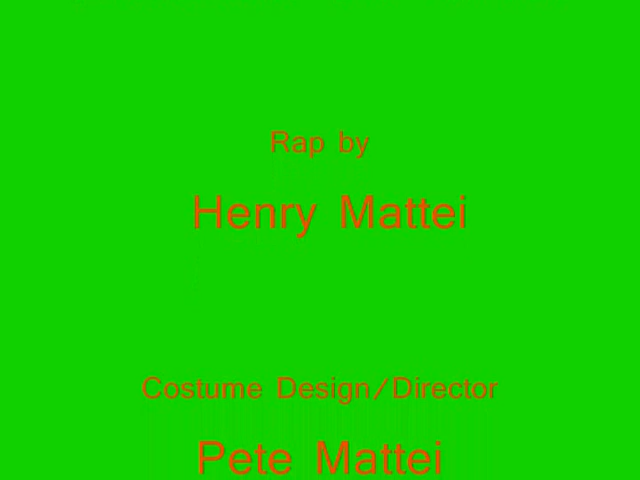 Rap by
Henry Mattei
Costume Design/Director
Pete Mattei